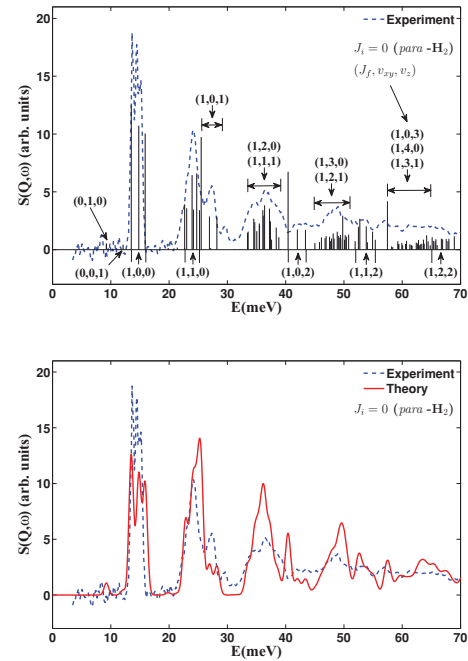 Experiment
J_i = 0 (para -H₂)
(J_f, v_xy, v_z)
S(Q,ω) (arb. units)
20
15
10
5
0
(1,0,1)
(1,2,0)
(1,1,1)
(1,3,0)
(1,2,1)
(1,0,3)
(1,4,0)
(1,3,1)
(0,1,0)
(0,0,1)
(1,0,0)
(1,1,0)
(1,0,2)
(1,1,2)
(1,2,2)
0 10 20 30 40 50 60 70
E(meV)
Experiment
Theory
J_i = 0 (para -H₂)
S(Q,ω) (arb. units)
20
15
10
5
0
0 10 20 30 40 50 60 70
E(meV)